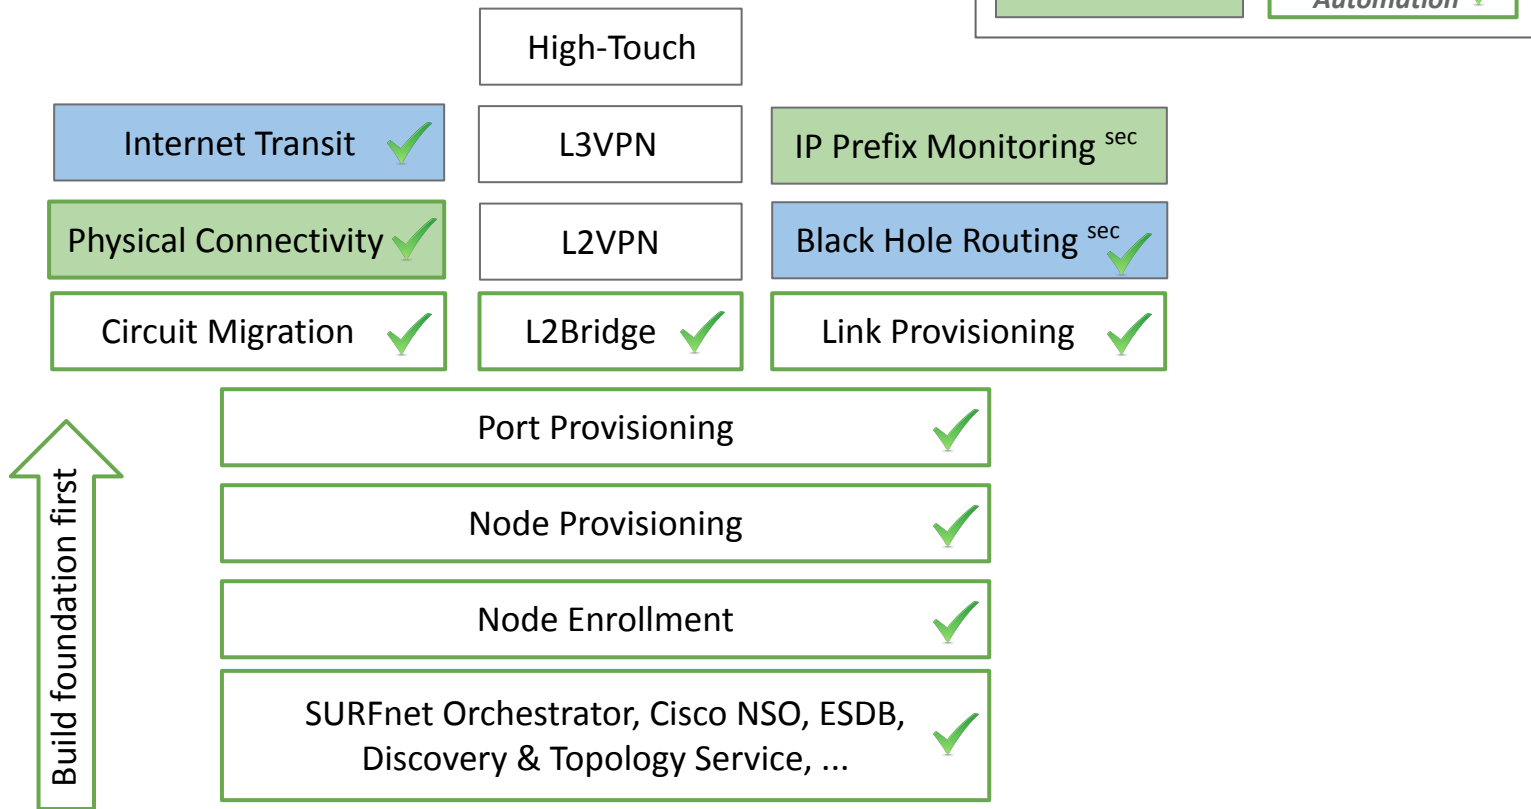 Automation
High-Touch
Internet Transit
L3VPN
IP Prefix Monitoring sec
Physical Connectivity
L2VPN
Black Hole Routing sec
Circuit Migration
L2Bridge
Link Provisioning
Port Provisioning
Node Provisioning
Node Enrollment
SURFnet Orchestrator, Cisco NSO, ESDB,
Discovery & Topology Service, ...
Build foundation first